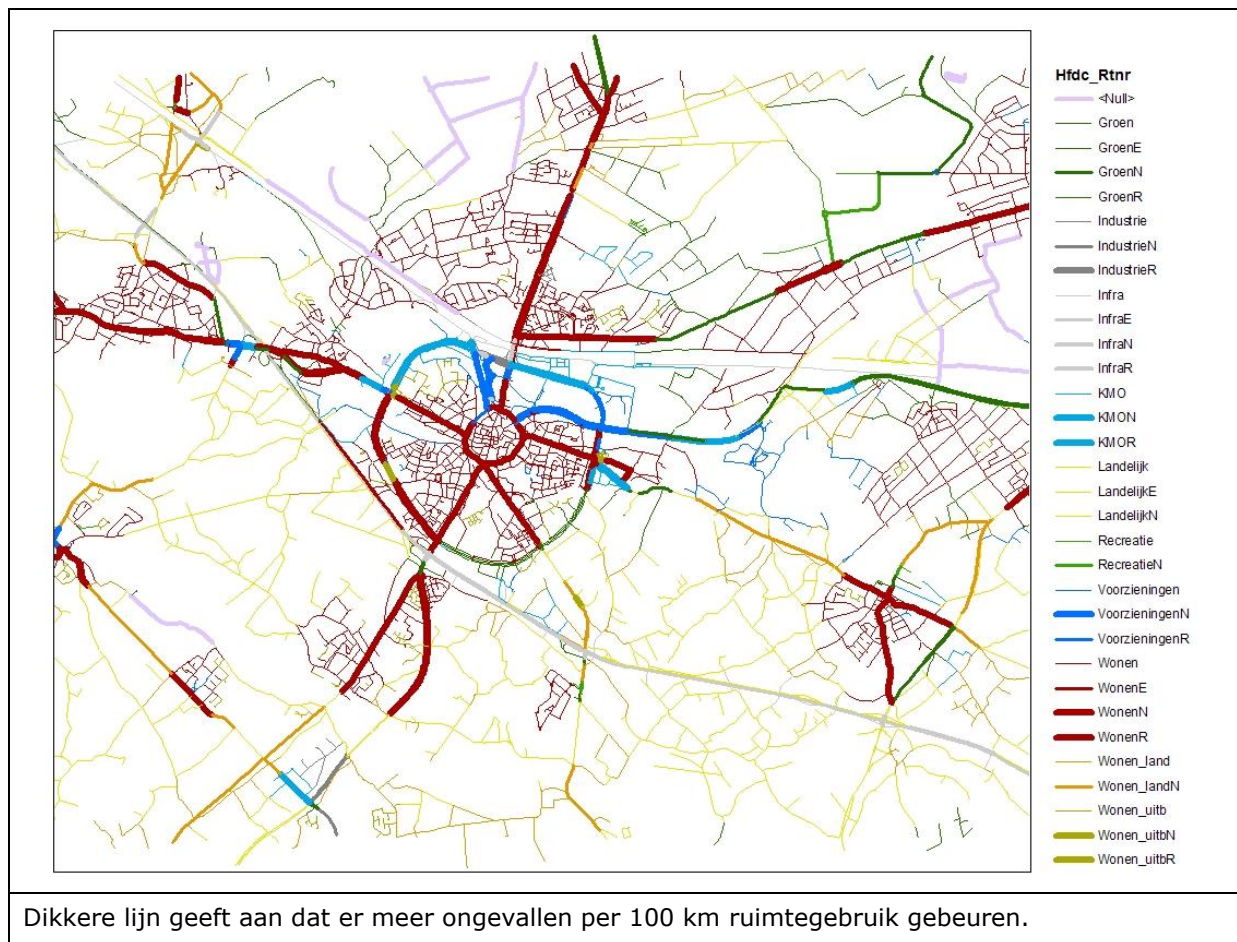 Hfdc_Rtnr
<Null>
Groen
GroenE
GroenN
GroenR
Industrie
IndustrieN
IndustrieR
Infra
InfraE
InfraN
InfraR
KMO
KMON
KMOR
Landelijk
LandelijkE
LandelijkN
Recreatie
RecreatieN
Voorzieningen
VoorzieningenN
VoorzieningenR
Wonen
WonenE
WonenN
WonenR
Wonen_land
Wonen_landN
Wonen_uitb
Wonen_uitbN
Wonen_uitbR
Dikkere lijn geeft aan dat er meer ongevallen per 100 km ruimtegebruik gebeuren.